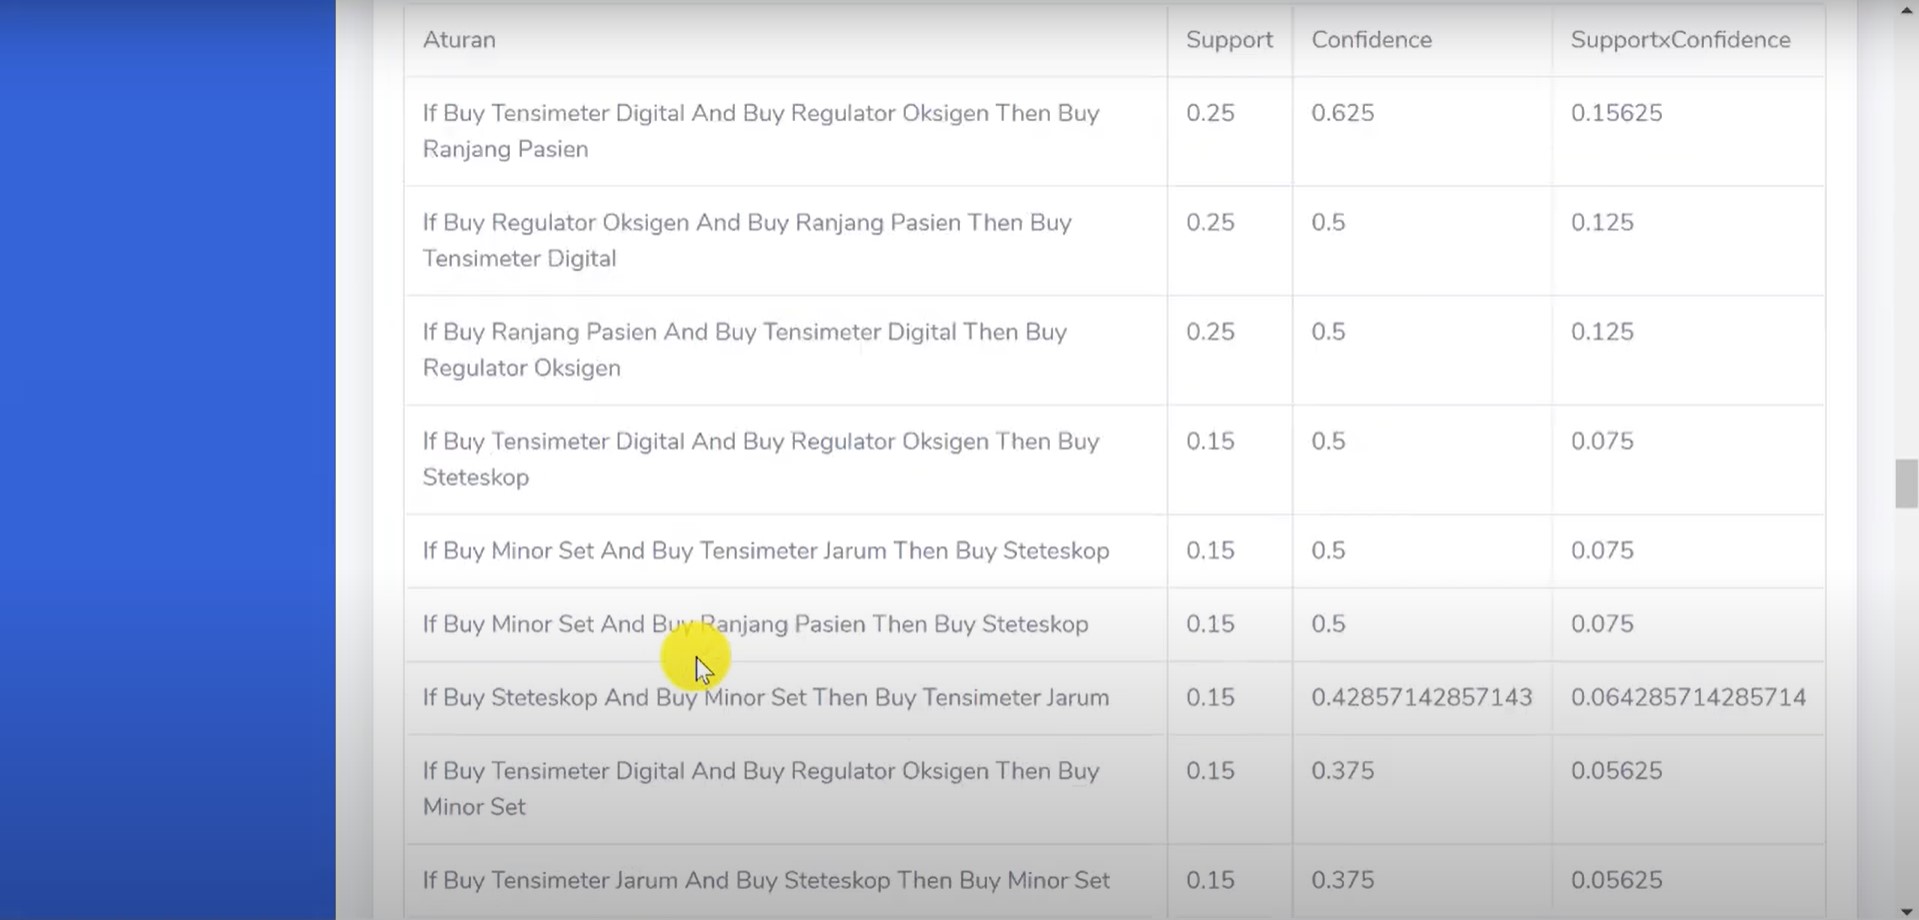 Aturan Support Confidence SupportxConfidence
If Buy Tensimeter Digital And Buy Regulator Oksigen Then Buy 0.25 0.625 0.15625
Ranjang Pasien
If Buy Regulator Oksigen And Buy Ranjang Pasien Then Buy 0.25 0.5 0.125
Tensimeter Digital
If Buy Ranjang Pasien And Buy Tensimeter Digital Then Buy 0.25 0.5 0.125
Regulator Oksigen
If Buy Tensimeter Digital And Buy Regulator Oksigen Then Buy 0.15 0.5 0.075
Steteskop
If Buy Minor Set And Buy Tensimeter Jarum Then Buy Steteskop 0.15 0.5 0.075
If Buy Minor Set And Buy Ranjang Pasien Then Buy Steteskop 0.15 0.5 0.075
If Buy Steteskop And Buy Minor Set Then Buy Tensimeter Jarum 0.15 0.42857142857143 0.064285714285714
If Buy Tensimeter Digital And Buy Regulator Oksigen Then Buy 0.15 0.375 0.05625
Minor Set
If Buy Tensimeter Jarum And Buy Steteskop Then Buy Minor Set 0.15 0.375 0.05625